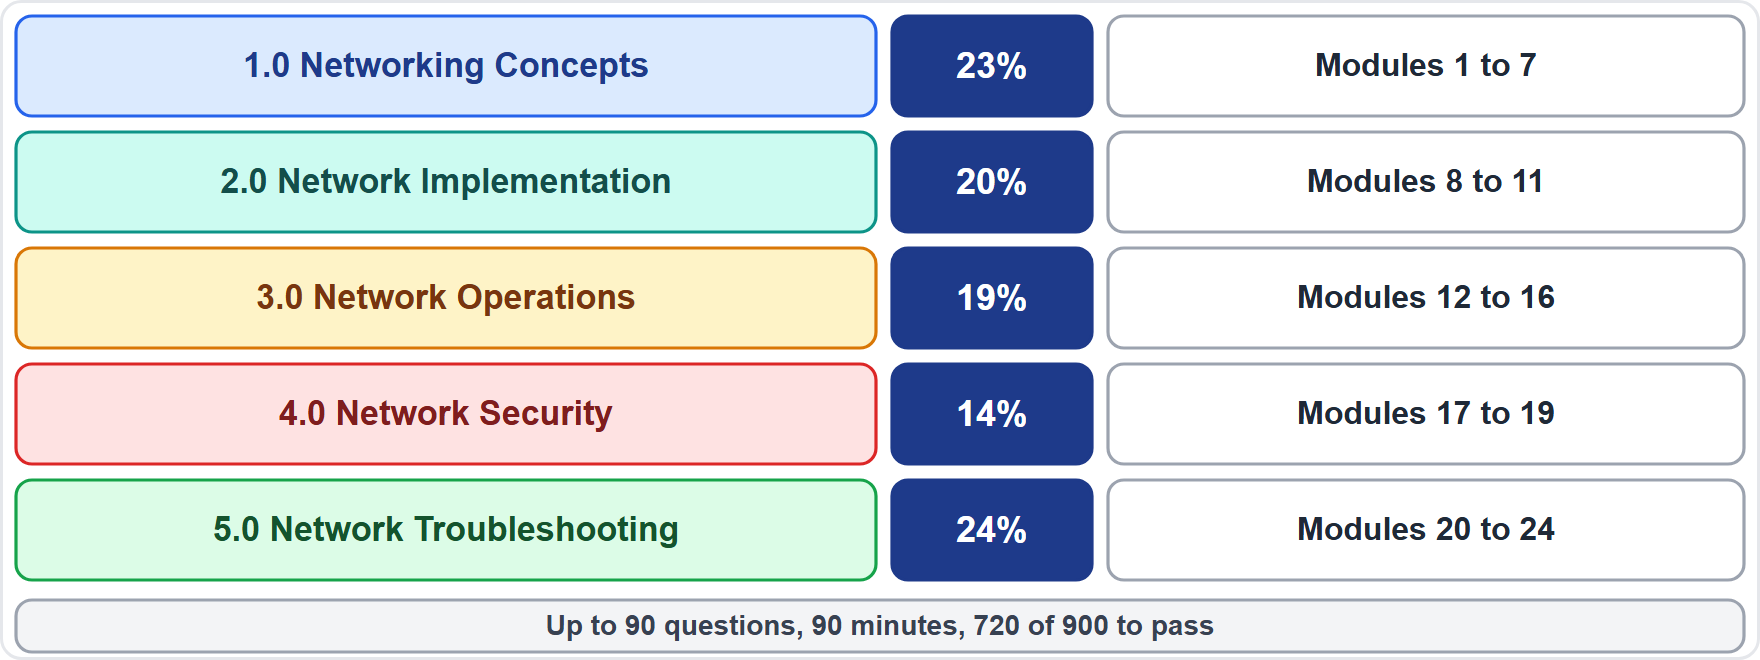 1.0 Networking Concepts
23%
Modules 1 to 7
2.0 Network Implementation
20%
Modules 8 to 11
3.0 Network Operations
19%
Modules 12 to 16
4.0 Network Security
14%
Modules 17 to 19
5.0 Network Troubleshooting
24%
Modules 20 to 24
Up to 90 questions, 90 minutes, 720 of 900 to pass